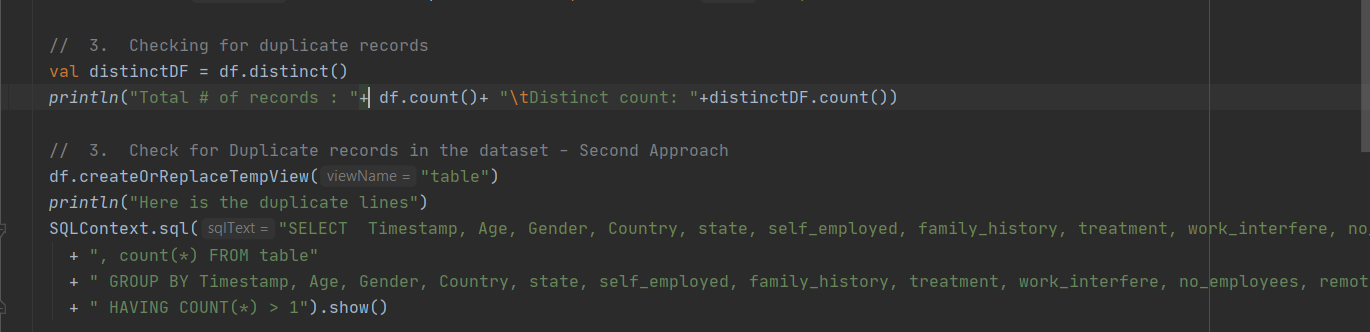 //  3.  Checking for duplicate records
val distinctDF = df.distinct()
println("Total # of records : "+ df.count()+ "\tDistinct count: "+distinctDF.count())
//  3.  Check for Duplicate records in the dataset - Second Approach
df.createOrReplaceTempView( viewName = "table")
println("Here is the duplicate lines")
SQLContext.sql( sqlText = "SELECT  Timestamp, Age, Gender, Country, state, self_employed, family_history, treatment, work_interfere, no_
+ ", count(*) FROM table"
+ " GROUP BY Timestamp, Age, Gender, Country, state, self_employed, family_history, treatment, work_interfere, no_employees, remot
+ " HAVING COUNT(*) > 1").show()